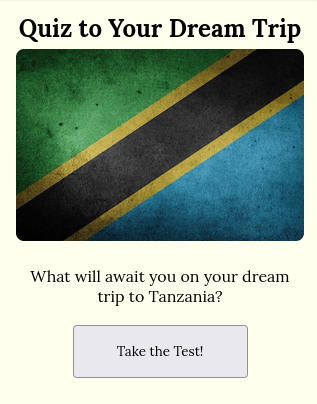 Quiz to Your Dream Trip
What will await you on your dream
trip to Tanzania?
Take the Test!